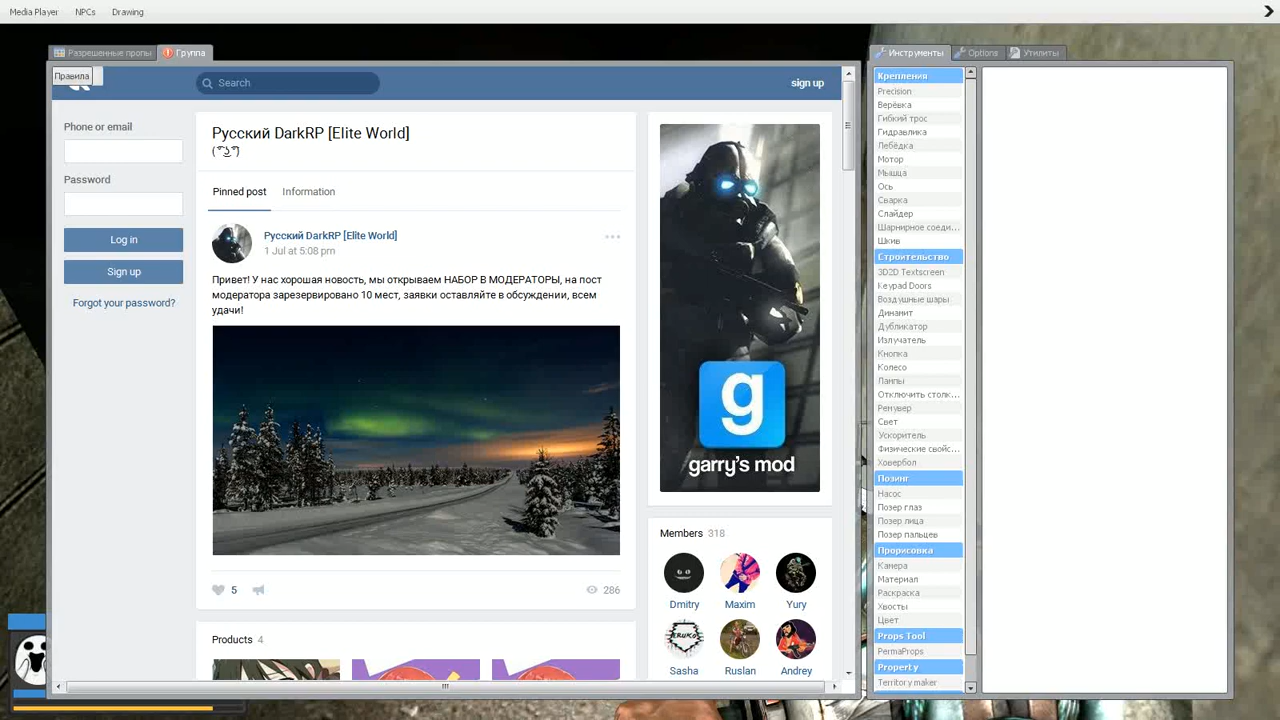 Media Player NPCs Drawing
Разрешенные пропы Группа
Правила
Search
sign up
Phone or email
Password
Log in
Sign up
Forgot your password?
Русский DarkRP [Elite World]
( ͡° ͜ʖ ͡°)
Pinned post Information
Русский DarkRP [Elite World]
1 Jul at 5:08 pm
Привет! У нас хорошая новость, мы открываем НАБОР В МОДЕРАТОРЫ, на пост
модератора зарезервировано 10 мест, заявки оставляйте в обсуждении, всем
удачи!
5
286
Products 4
g
garry's mod
Members 318
Dmitry Maxim Yury
Sasha Ruslan Andrey
Инструменты Options Утилиты
Крепления
Precision
Верёвка
Гибкий трос
Гидравлика
Лебёдка
Мотор
Мышца
Ось
Сварка
Слайдер
Шарнирное соеди...
Шкив
Строительство
3D2D Textscreen
Keypad Doors
Воздушные шары
Динанит
Дубликатор
Излучатель
Кнопка
Колесо
Лампы
Отключить столк...
Ремувер
Свет
Ускоритель
Физические свойс...
Ховербол
Позинг
Насос
Позер глаз
Позер лица
Позер пальцев
Прорисовка
Камера
Материал
Раскраска
Хвосты
Цвет
Props Tool
PermaProps
Property
Territory maker